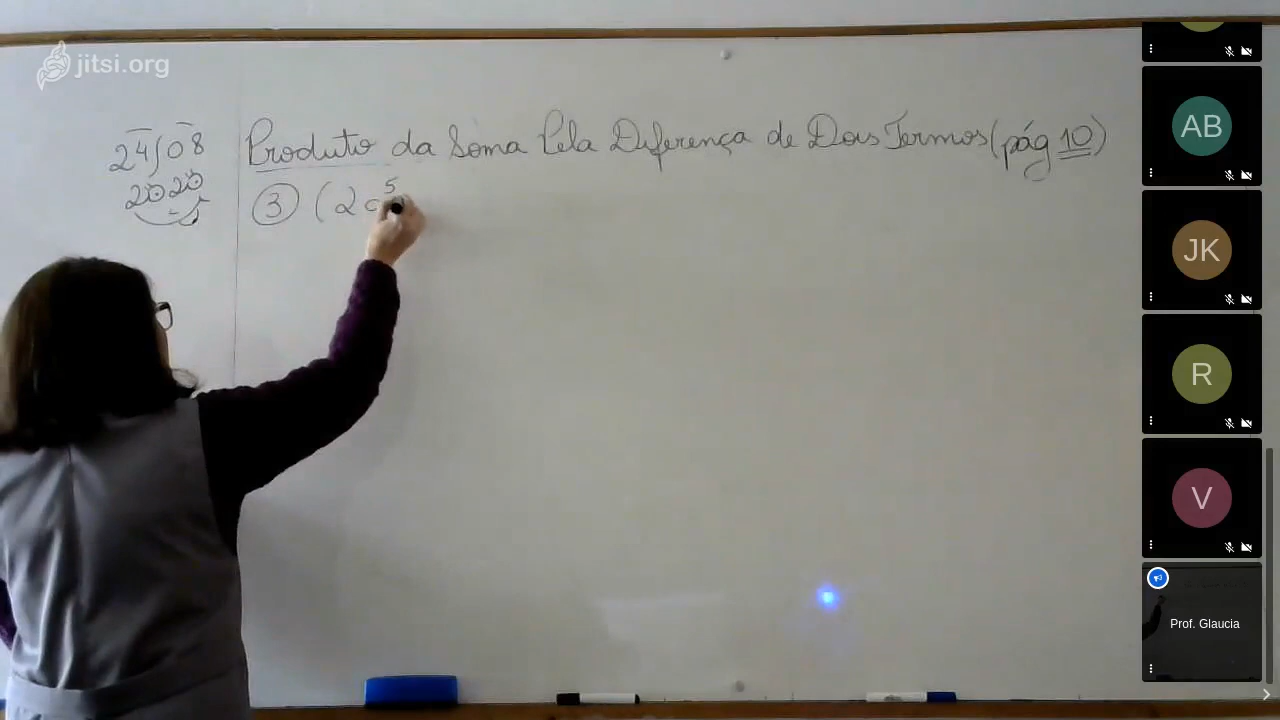 jitsi.org
24/08
2020
Produto da Soma Pela Diferença de Dois Termos (pág 10)
③ (2a⁵
AB
JK
R
V
Prof. Glaucia